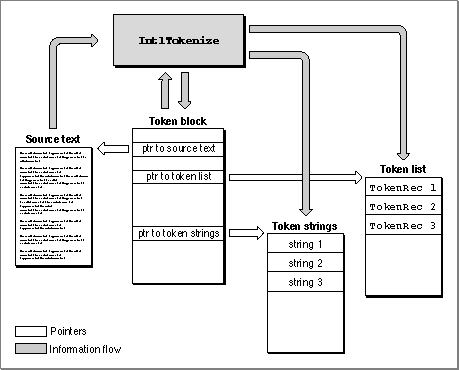 IntlTokenize
Token block
Source text
ptr to source text
Token list
ptr to token list
TokenRec 1
TokenRec 2
TokenRec 3
ptr to token strings
Token strings
string 1
string 2
string 3
Pointers
Information flow